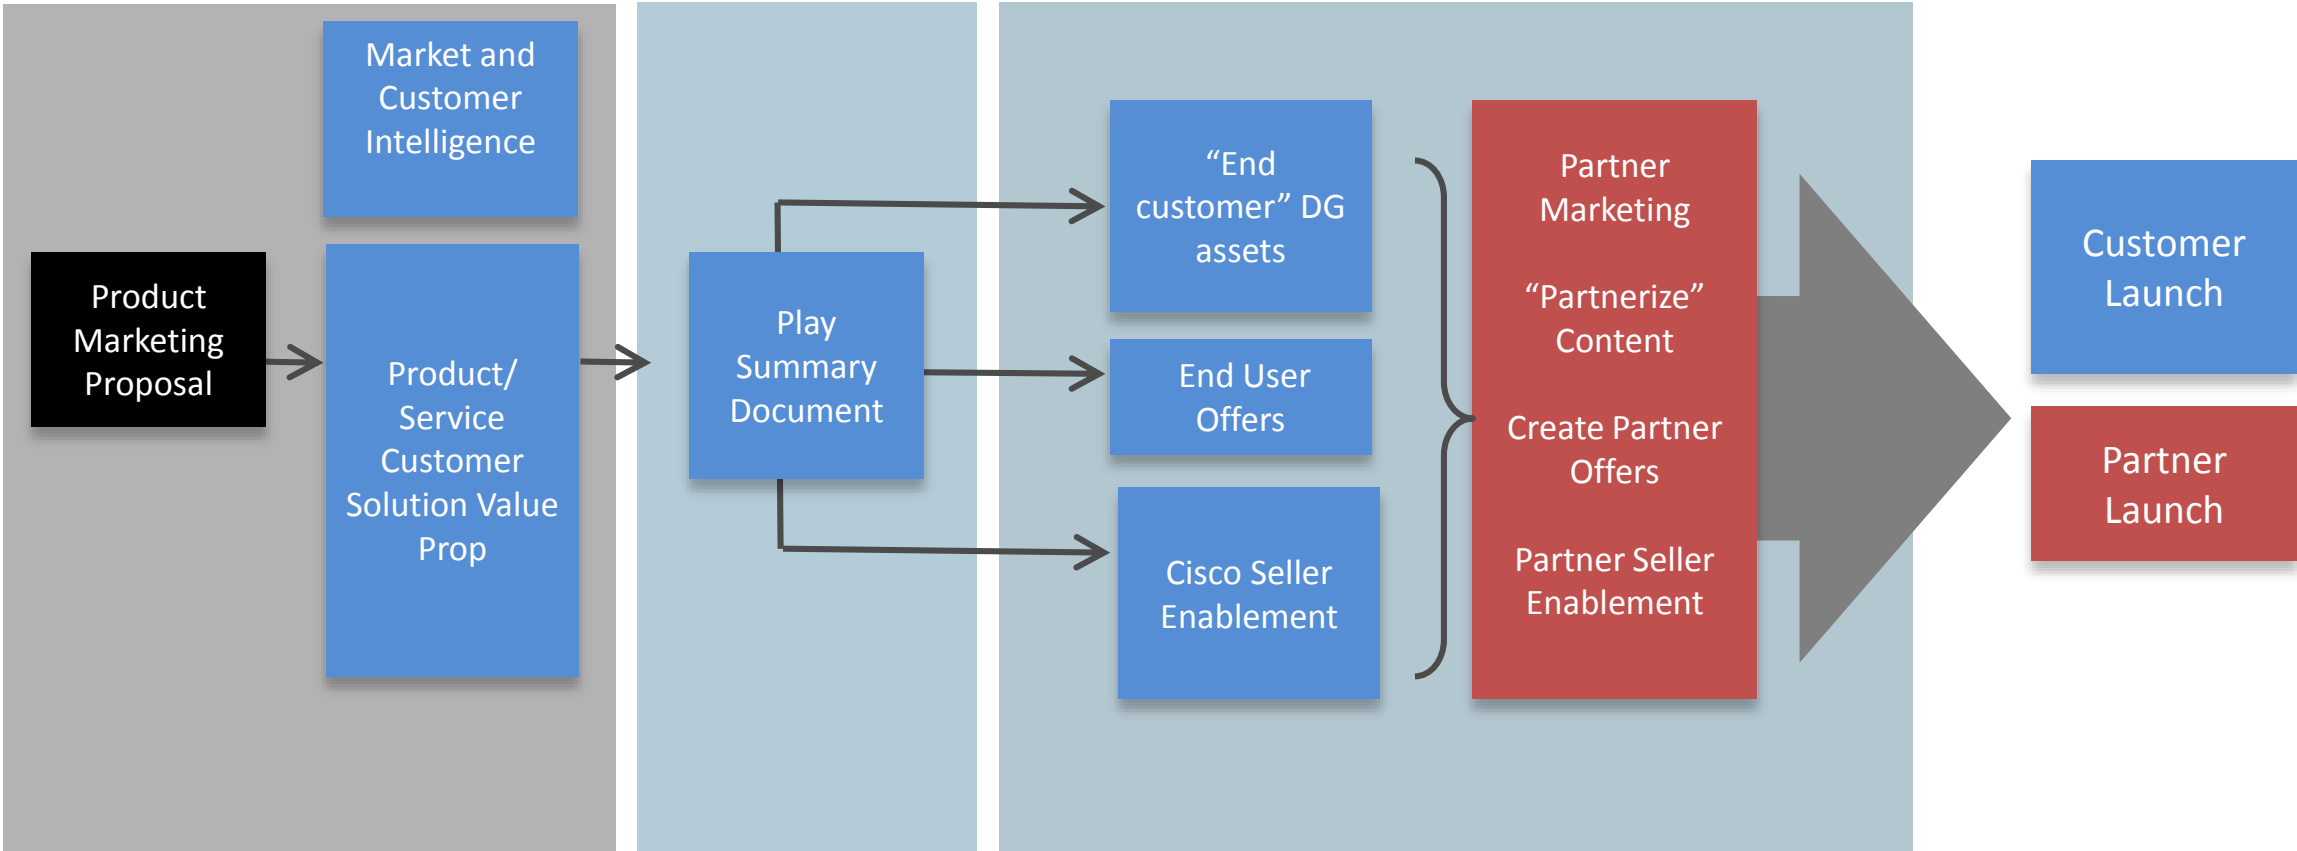 Market and
Customer
Intelligence
Product
Marketing
Proposal
Product/
Service
Customer
Solution Value
Prop
Play
Summary
Document
“End
customer” DG
assets
End User
Offers
Cisco Seller
Enablement
Partner
Marketing
“Partnerize”
Content
Create Partner
Offers
Partner Seller
Enablement
Customer
Launch
Partner
Launch